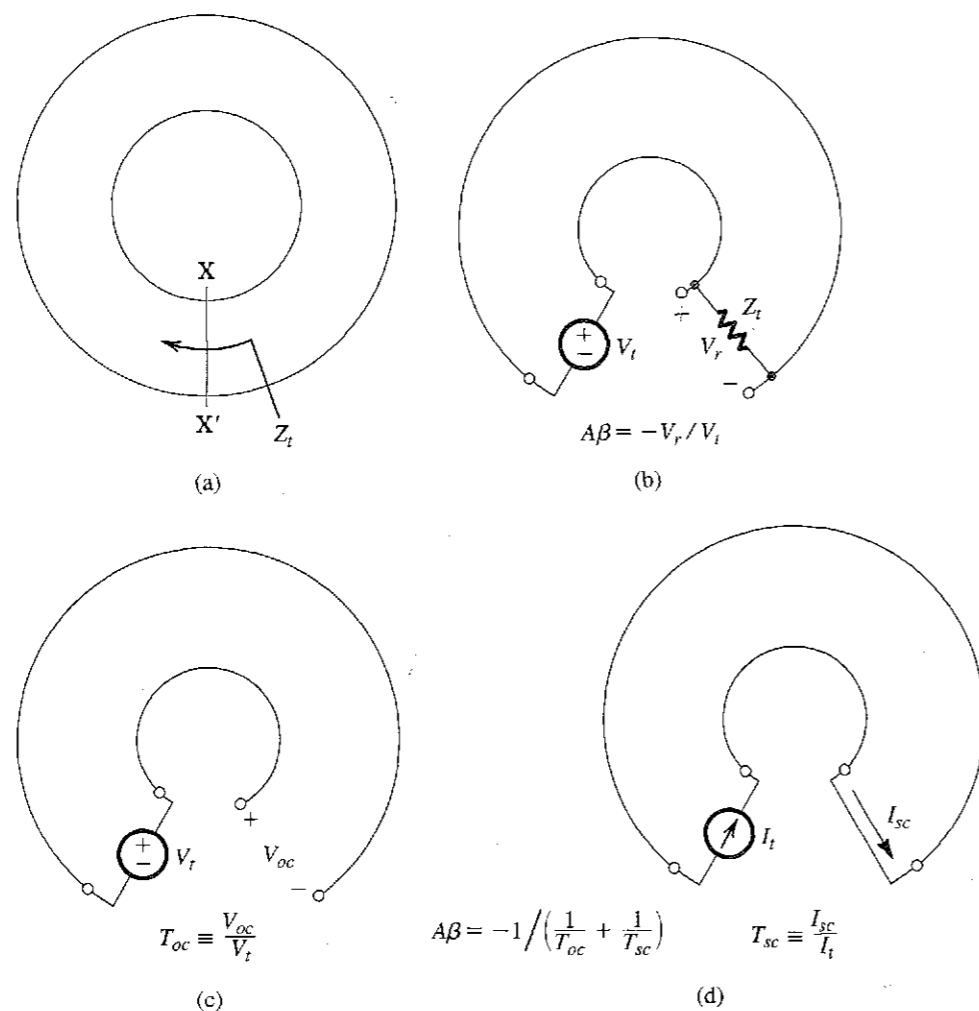 X
X′
Z_t
(a)
+
−
V_t
+
Z_t
V_r
−
Aβ = −V_r / V_t
(b)
+
−
V_t
+
V_oc
−
T_oc ≡ V_oc / V_t
(c)
I_t
I_sc
Aβ = −1 / (1/T_oc + 1/T_sc)
T_sc ≡ I_sc / I_t
(d)